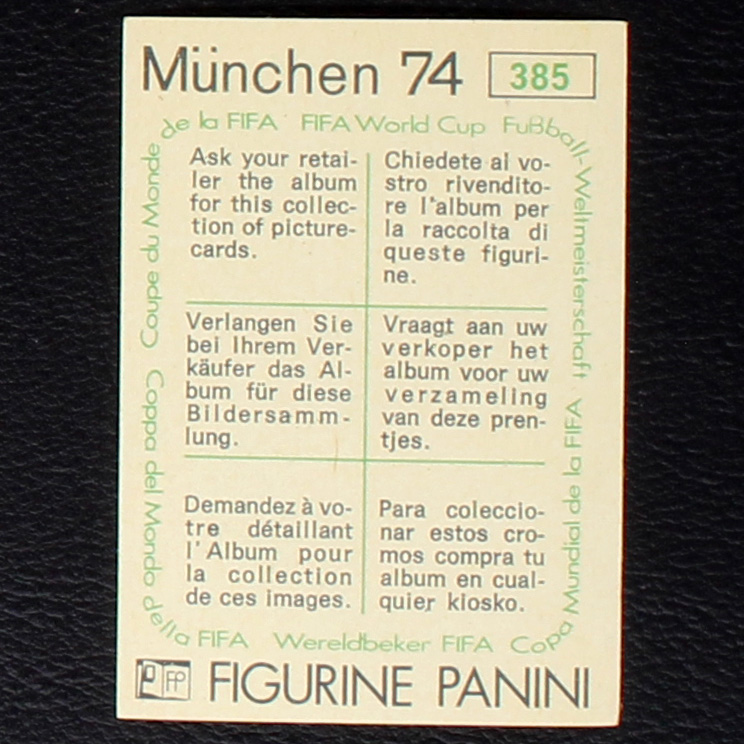 München 74 385
de la FIFA FIFA World Cup Fußball-Weltmeisterschaft
Ask your retai-
ler the album
for this collec-
tion of picture-
cards.
Chiedete al vo-
stro rivendito-
re l'album per
la raccolta di
queste figuri-
ne.
Verlangen Sie
bei Ihrem Ver-
käufer das Al-
bum für diese
Bildersamm-
lung.
Vraagt aan uw
verkoper het
album voor uw
verzameling
van deze pren-
tjes.
Demandez à vo-
tre détaillant
l'Album pour
la collection
de ces images.
Para coleccio-
nar estos cro-
mos compra tu
album en cual-
quier kiosko.
Coupe du Monde
Coppa del Mondo della FIFA Wereldbeker FIFA Copa Mundial de la FIFA
PFP FIGURINE PANINI